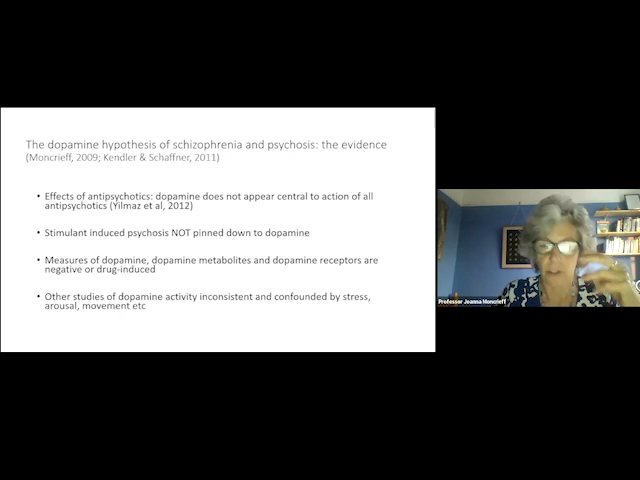 The dopamine hypothesis of schizophrenia and psychosis: the evidence
(Moncrieff, 2009; Kendler & Schaffner, 2011)
• Effects of antipsychotics: dopamine does not appear central to action of all
antipsychotics (Yilmaz et al, 2012)
• Stimulant induced psychosis NOT pinned down to dopamine
• Measures of dopamine, dopamine metabolites and dopamine receptors are
negative or drug-induced
• Other studies of dopamine activity inconsistent and confounded by stress,
arousal, movement etc
Professor Joanna Moncrieff